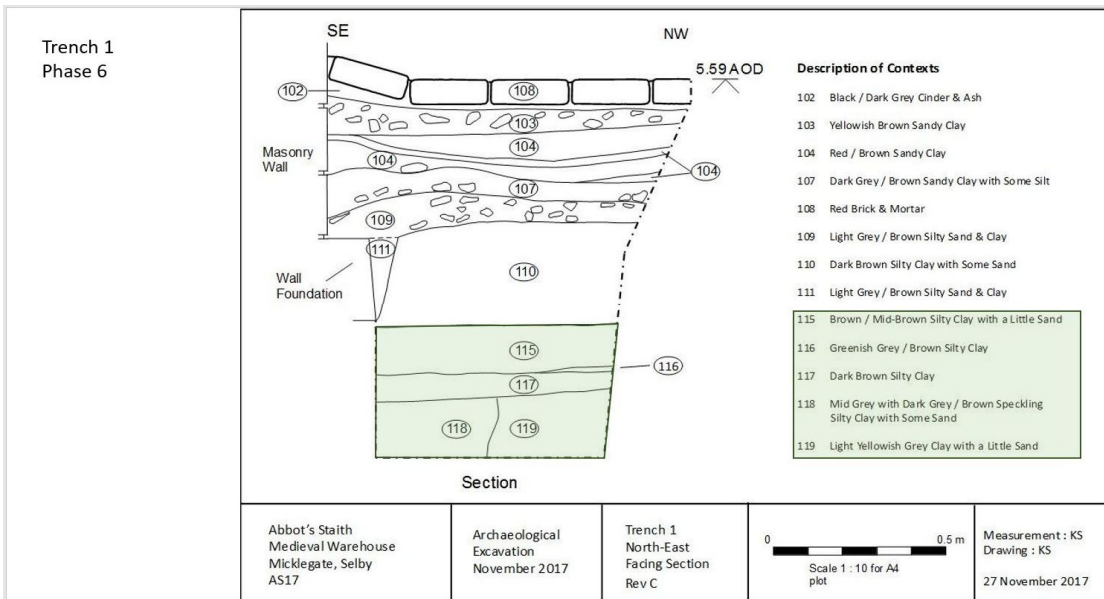 Trench 1
Phase 6
SE
NW
5.59 AOD
102
108
103
104
104
104
107
109
111
110
115
116
117
118
119
Masonry
Wall
Wall
Foundation
Section
Description of Contexts
102 Black / Dark Grey Cinder & Ash
103 Yellowish Brown Sandy Clay
104 Red / Brown Sandy Clay
107 Dark Grey / Brown Sandy Clay with Some Silt
108 Red Brick & Mortar
109 Light Grey / Brown Silty Sand & Clay
110 Dark Brown Silty Clay with Some Sand
111 Light Grey / Brown Silty Sand & Clay
115 Brown / Mid-Brown Silty Clay with a Little Sand
116 Greenish Grey / Brown Silty Clay
117 Dark Brown Silty Clay
118 Mid Grey with Dark Grey / Brown Speckling
Silty Clay with Some Sand
119 Light Yellowish Grey Clay with a Little Sand
Abbot's Staith
Medieval Warehouse
Micklegate, Selby
AS17
Archaeological
Excavation
November 2017
Trench 1
North-East
Facing Section
Rev C
0 0.5 m
Scale 1 : 10 for A4
plot
Measurement : KS
Drawing : KS
27 November 2017